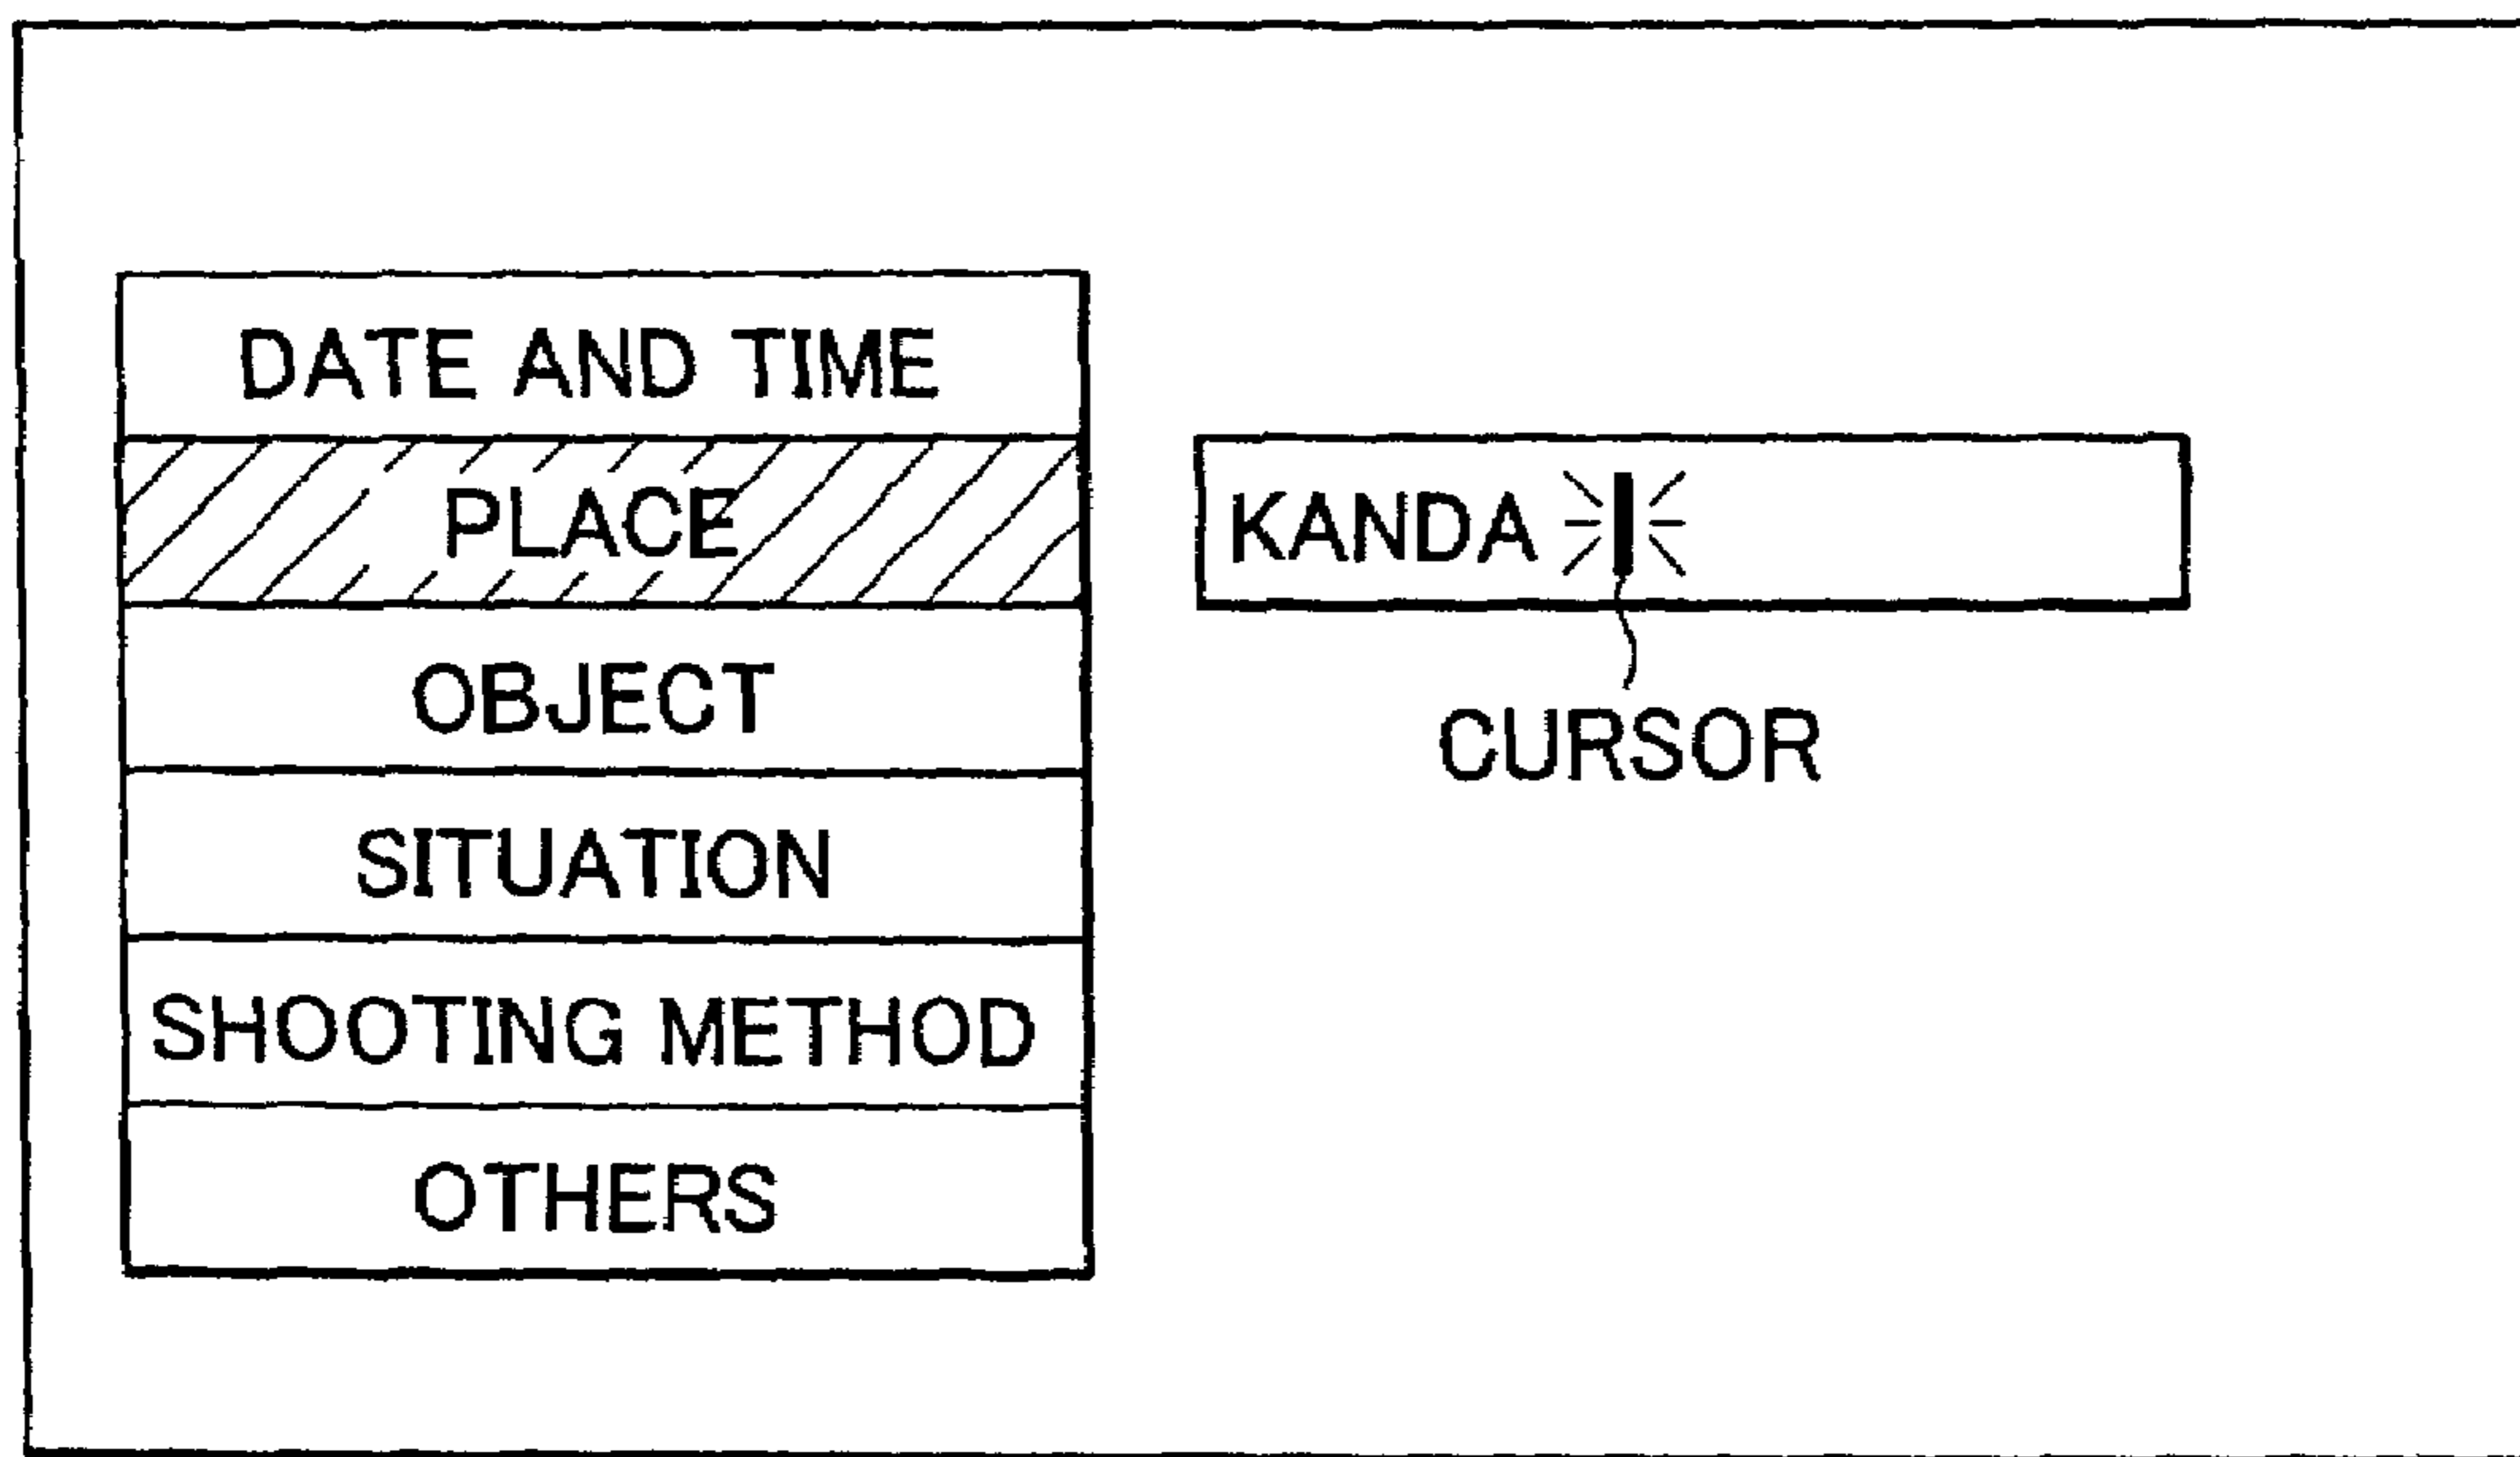 DATE AND TIME
PLACE
KANDA
CURSOR
OBJECT
SITUATION
SHOOTING METHOD
OTHERS